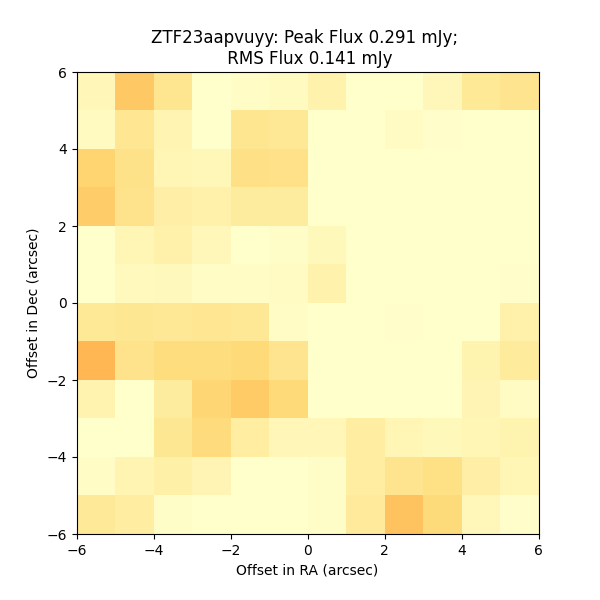 ZTF23aapvuyy: Peak Flux 0.291 mJy;
RMS Flux 0.141 mJy
6
4
2
0
−2
−4
−6
Offset in Dec (arcsec)
−6 −4 −2 0 2 4 6
Offset in RA (arcsec)